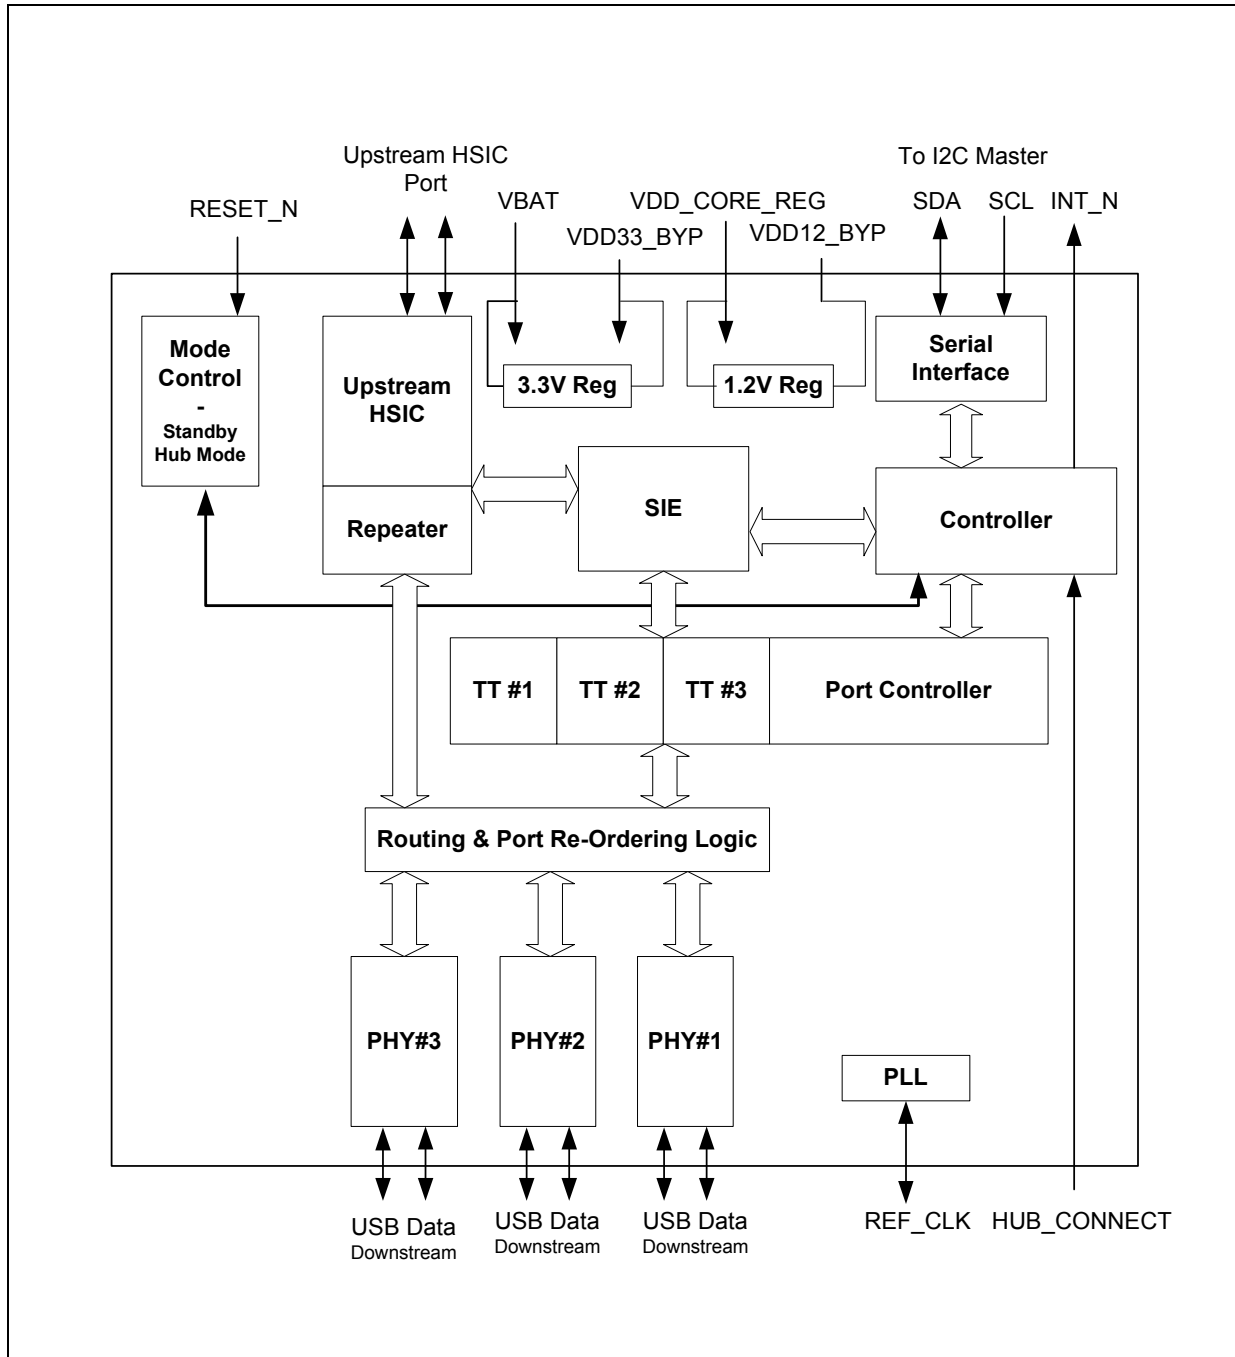 Upstream HSIC
Port
To I2C Master
RESET_N
VBAT
VDD_CORE_REG
SDA
SCL
INT_N
VDD33_BYP
VDD12_BYP
Mode
Control
-
Standby
Hub Mode
Upstream
HSIC
3.3V Reg
1.2V Reg
Serial
Interface
Repeater
SIE
Controller
TT #1
TT #2
TT #3
Port Controller
Routing & Port Re-Ordering Logic
PHY#3
PHY#2
PHY#1
PLL
USB Data
Downstream
USB Data
Downstream
USB Data
Downstream
REF_CLK
HUB_CONNECT